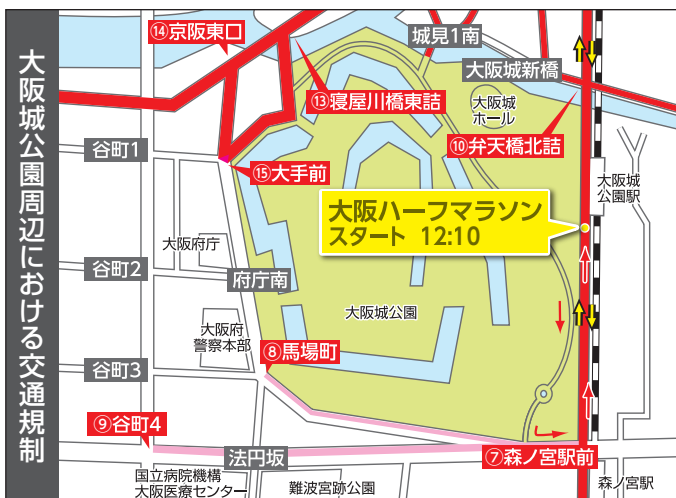 大阪城公園周辺における交通規制
⑭京阪東口
城見1南
大阪城新橋
⑬寝屋川橋東詰
大阪城
ホール
⑩弁天橋北詰
谷町1
⑮大手前
大阪城
公園駅
大阪ハーフマラソン
スタート 12:10
大阪府庁
谷町2
府庁南
大阪城公園
大阪府
警察本部
⑧馬場町
谷町3
⑨谷町4
法円坂
⑦森ノ宮駅前
国立病院機構
大阪医療センター
難波宮跡公園
森ノ宮駅